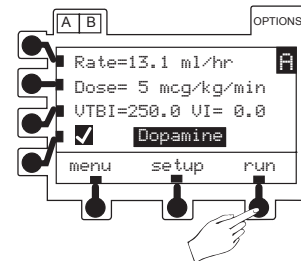 A B
OPTIONS
Rate=13.1 ml/hr A
Dose= 5 mcg/kg/min
VTBI=250.0 VI= 0.0
Dopamine
menu setup run